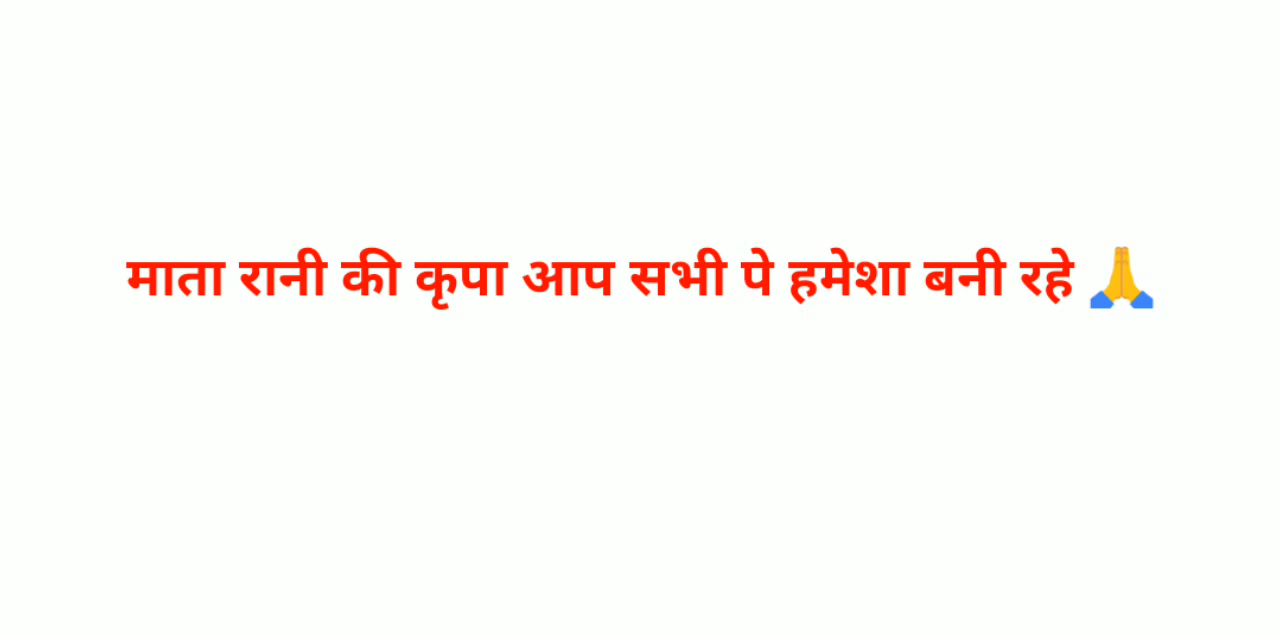 माता रानी की कृपा आप सभी पे हमेशा बनी रहे 🙏